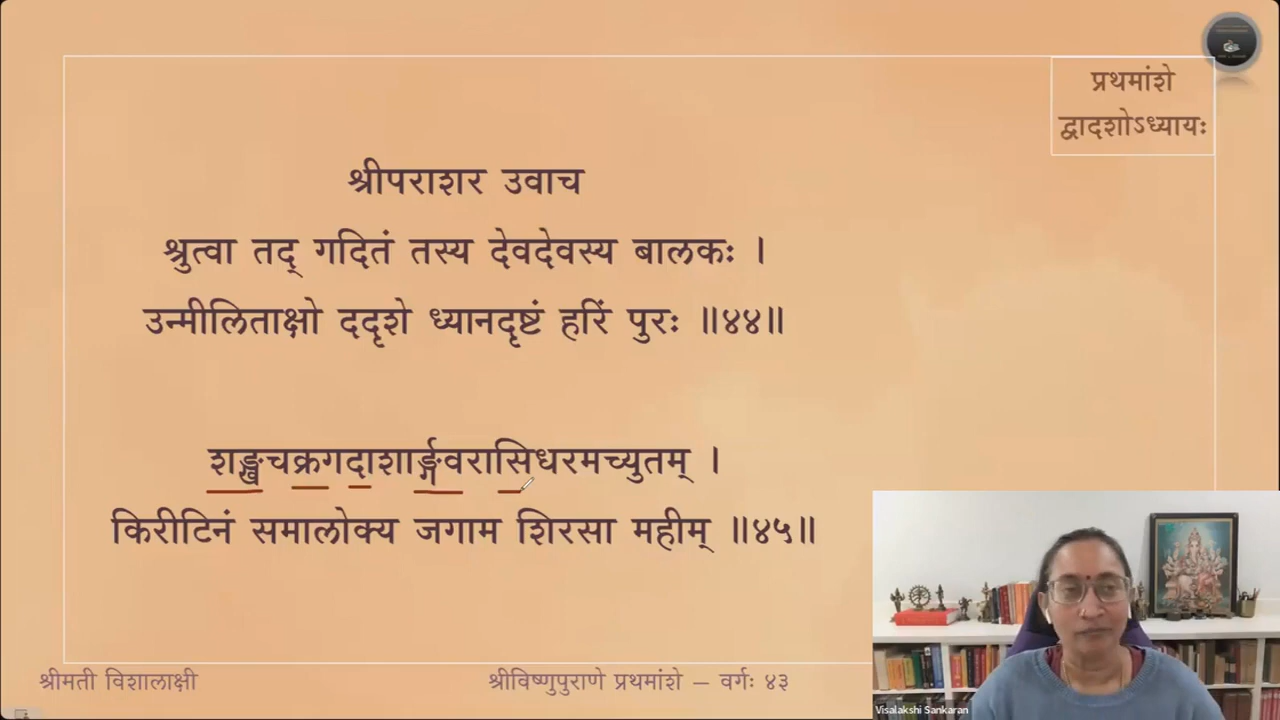 प्रथमांशे
द्वादशोऽध्यायः
श्रीपराशर उवाच
श्रुत्वा तद् गदितं तस्य देवदेवस्य बालकः ।
उन्मीलिताक्षो ददृशे ध्यानदृष्टं हरिं पुरः ॥४४॥
शङ्खचक्रगदाशार्ङ्गवरासिधरमच्युतम् ।
किरीटिनं समालोक्य जगाम शिरसा महीम् ॥४५॥
श्रीमती विशालाक्षी
श्रीविष्णुपुराणे प्रथमांशे – वर्गः ४३
Visalakshi Sankaran